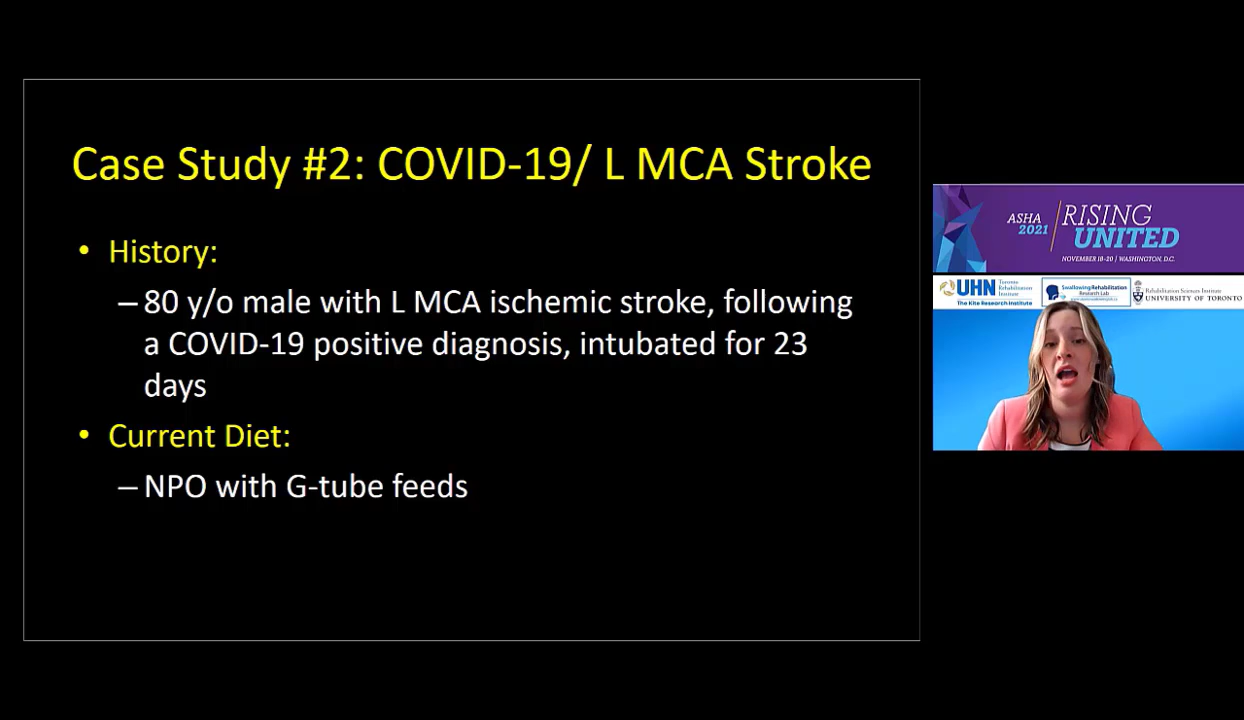 Case Study #2: COVID-19/ L MCA Stroke
• History:
– 80 y/o male with L MCA ischemic stroke, following
a COVID-19 positive diagnosis, intubated for 23
days
• Current Diet:
– NPO with G-tube feeds
ASHA
2021
RISING
UNITED
NOVEMBER 18-20 | WASHINGTON, D.C.
UHN
Toronto
Rehabilitation
Institute
The Kite Research Institute
Swallowing Rehabilitation
Research Lab
Rehabilitation Sciences Institute
UNIVERSITY OF TORONTO